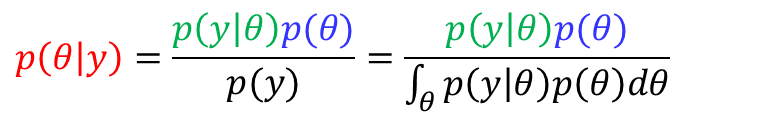 p(θ|y) = p(y|θ)p(θ) / p(y) = p(y|θ)p(θ) / ∫_θ p(y|θ)p(θ)dθ